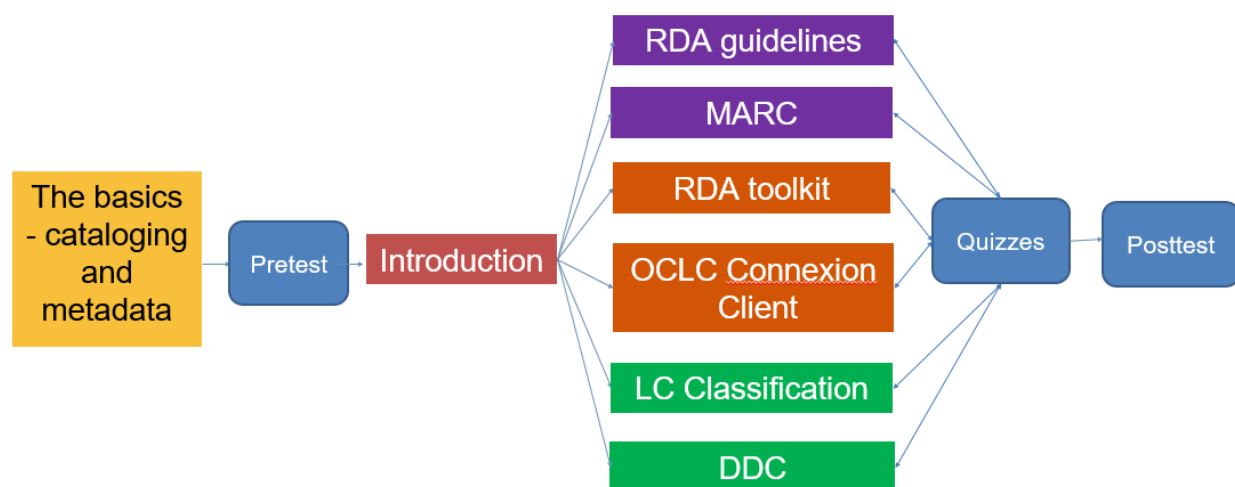 The basics
- cataloging
and
metadata
Pretest
Introduction
RDA guidelines
MARC
RDA toolkit
OCLC Connexion
Client
LC Classification
DDC
Quizzes
Posttest